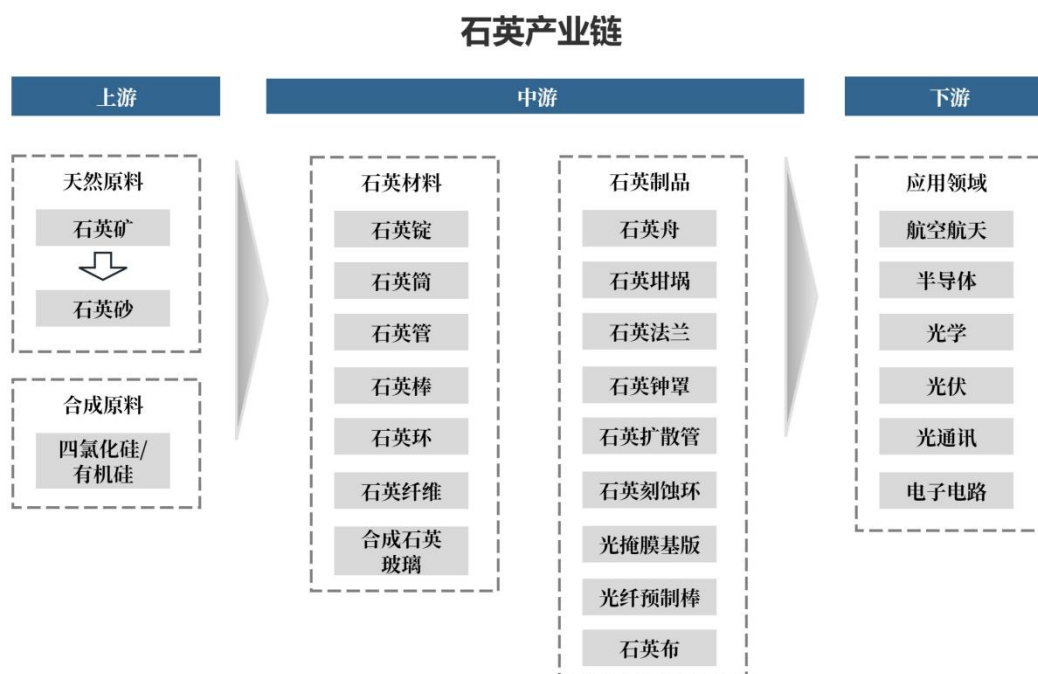 石英产业链
上游
中游
下游
天然原料
石英矿
石英砂
合成原料
四氯化硅/
有机硅
石英材料
石英锭
石英筒
石英管
石英棒
石英环
石英纤维
合成石英
玻璃
石英制品
石英舟
石英坩埚
石英法兰
石英钟罩
石英扩散管
石英刻蚀环
光掩膜基版
光纤预制棒
石英布
应用领域
航空航天
半导体
光学
光伏
光通讯
电子电路